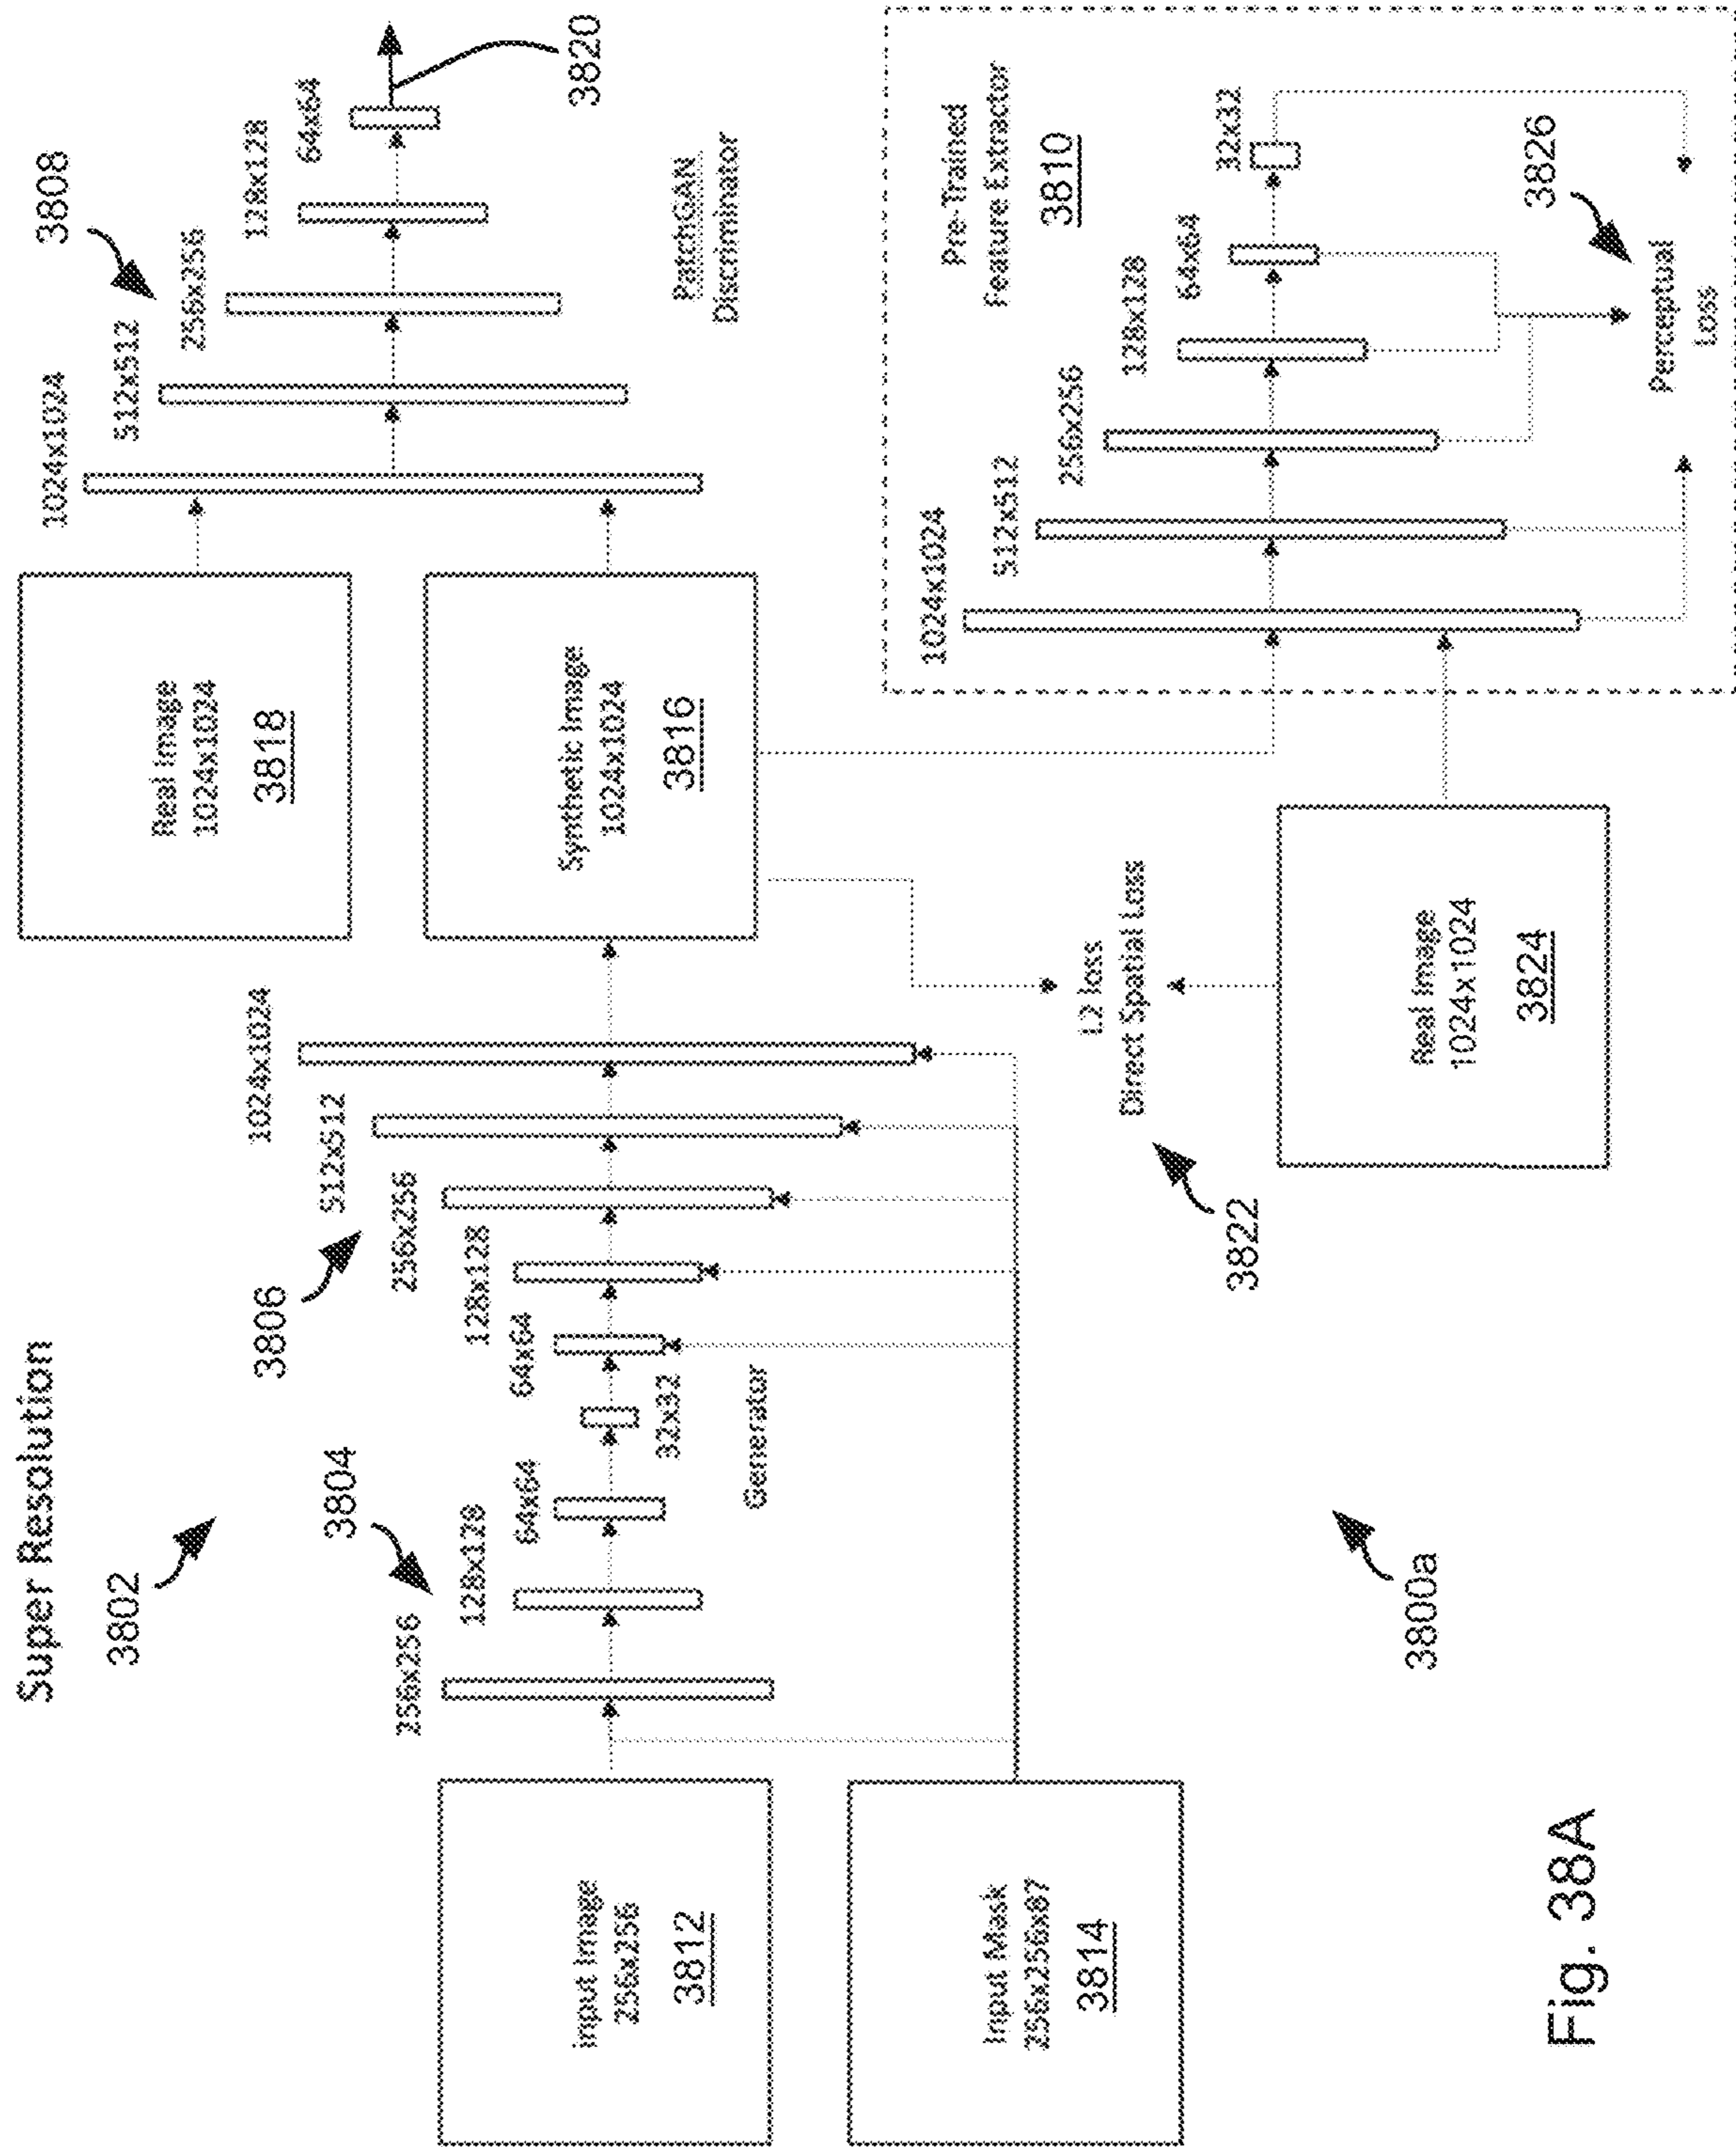 Super Resolution
3802
3804
3806
256x256
128x128
64x64
32x32
64x64
128x128
256x256
512x512
1024x1024
Generator
Input Image
256x256
3812
Input Mask
256x256x87
3814
Real Image
1024x1024
3818
Synthetic Image
1024x1024
3816
3808
1024x1024
512x512
256x256
128x128
64x64
3820
PatchGAN
Discriminator
L2 loss
Direct Spatial Loss
3822
Real Image
1024x1024
3824
Pre-Trained
Feature Extractor
3810
1024x1024
512x512
256x256
128x128
64x64
32x32
3826
Perceptual
Loss
3800a
Fig. 38A